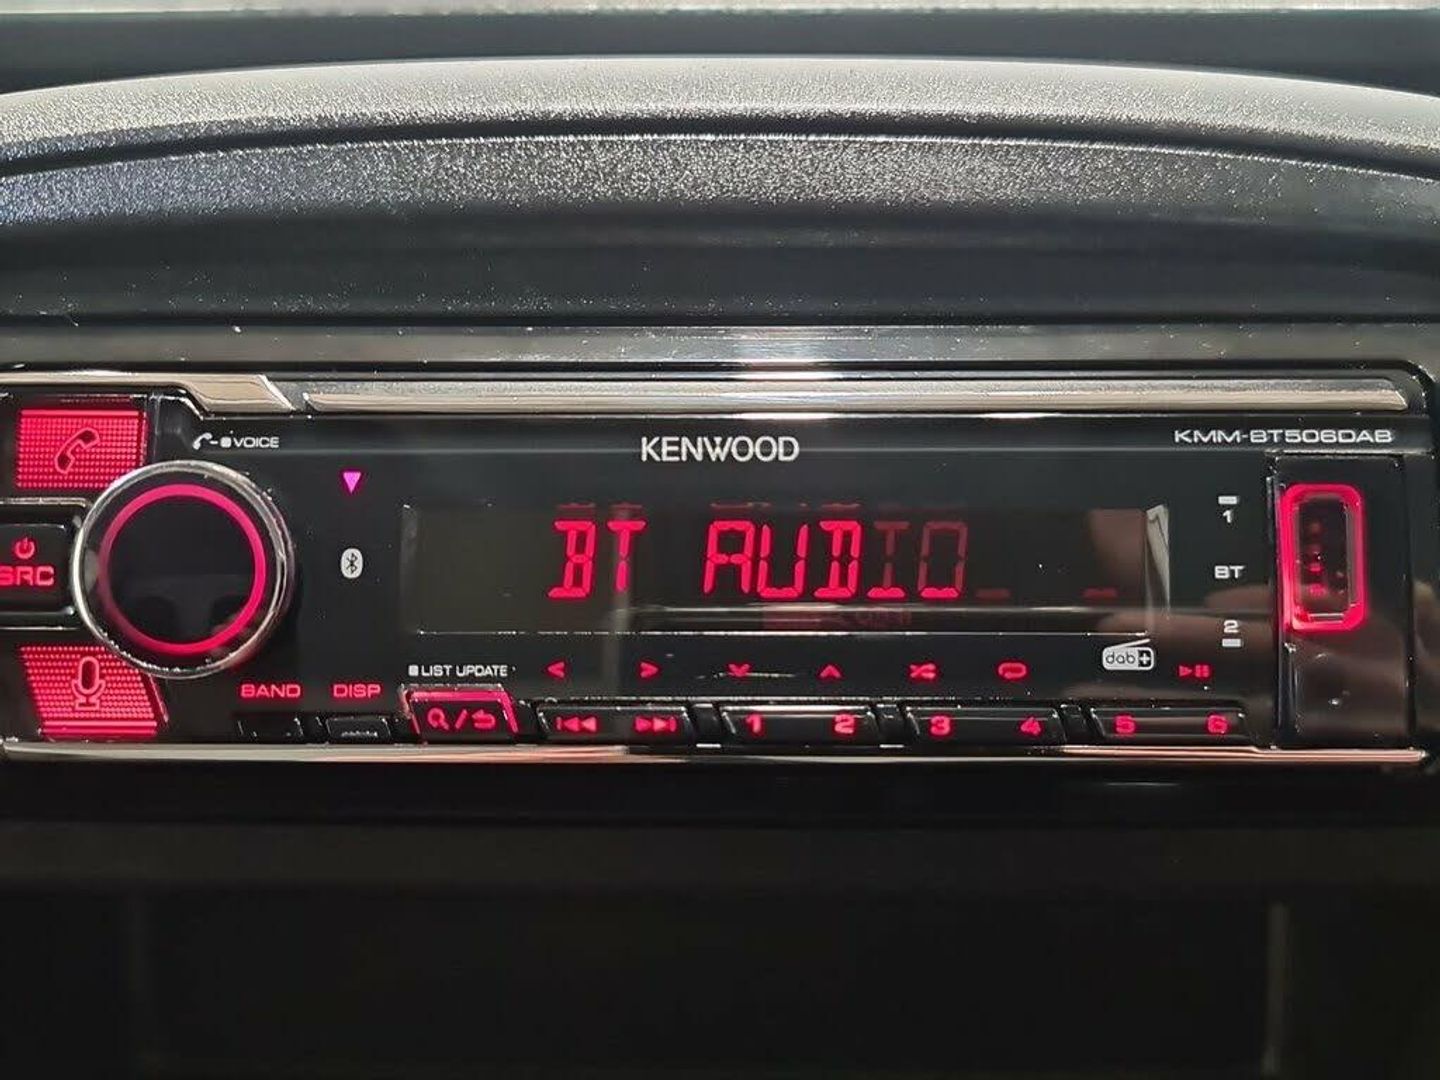 VOICE
KENWOOD
KMM-BT506DAB
BT AUDIO
1
BT
2
SRC
BAND
DISP
LIST UPDATE
dab+
1
2
3
4
5
6